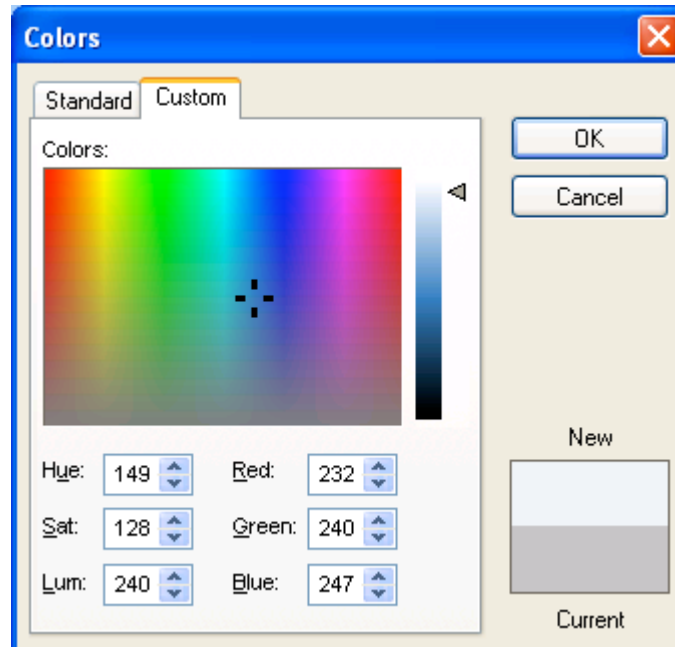 Colors
Standard Custom
OK
Colors:
Cancel
New
Hue: 149 Red: 232
Sat: 128 Green: 240
Lum: 240 Blue: 247
Current